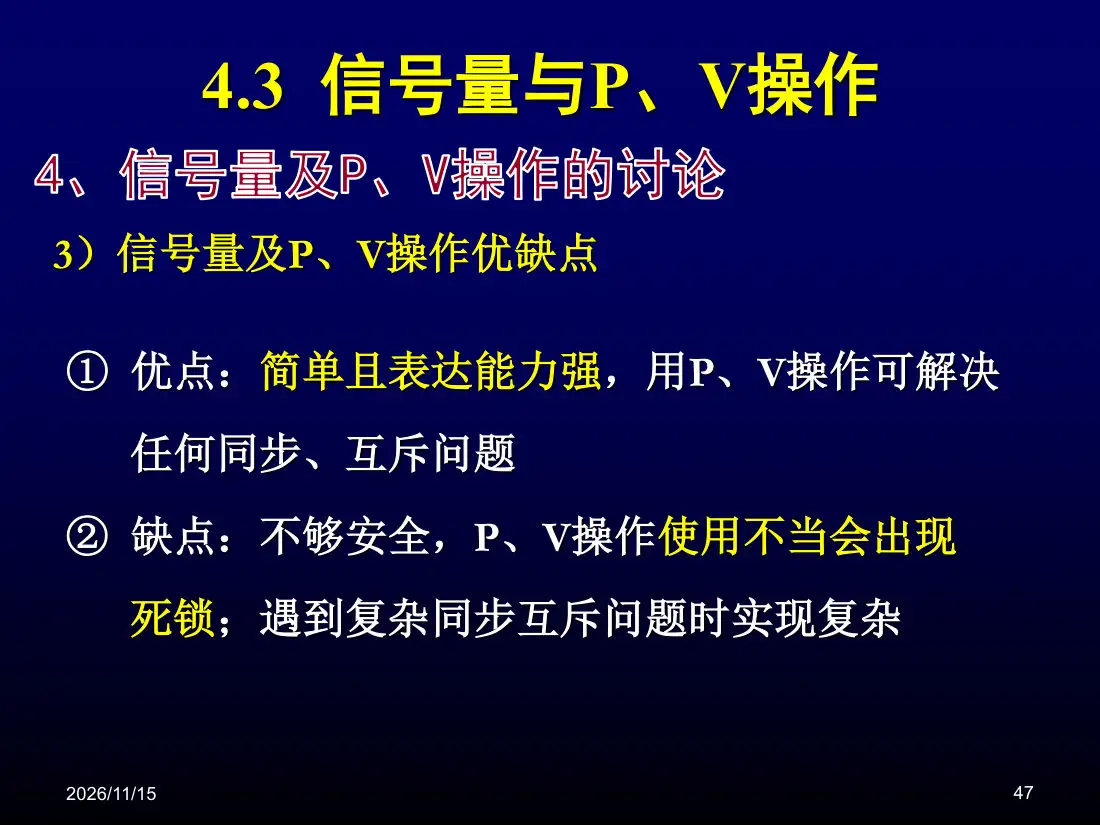 4.3 信号量与P、V操作
4、信号量及P、V操作的讨论
3）信号量及P、V操作优缺点
① 优点：简单且表达能力强，用P、V操作可解决
任何同步、互斥问题
② 缺点：不够安全，P、V操作使用不当会出现
死锁；遇到复杂同步互斥问题时实现复杂
2026/11/15
47